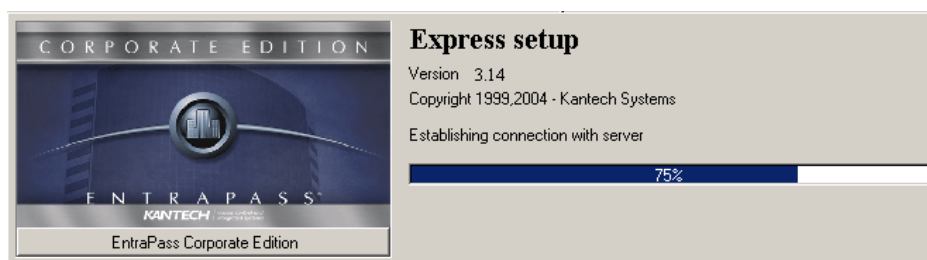 CORPORATE EDITION
ENTRAPASS
KANTECH
EntraPass Corporate Edition
Express setup
Version 3.14
Copyright 1999,2004 - Kantech Systems
Establishing connection with server
75%